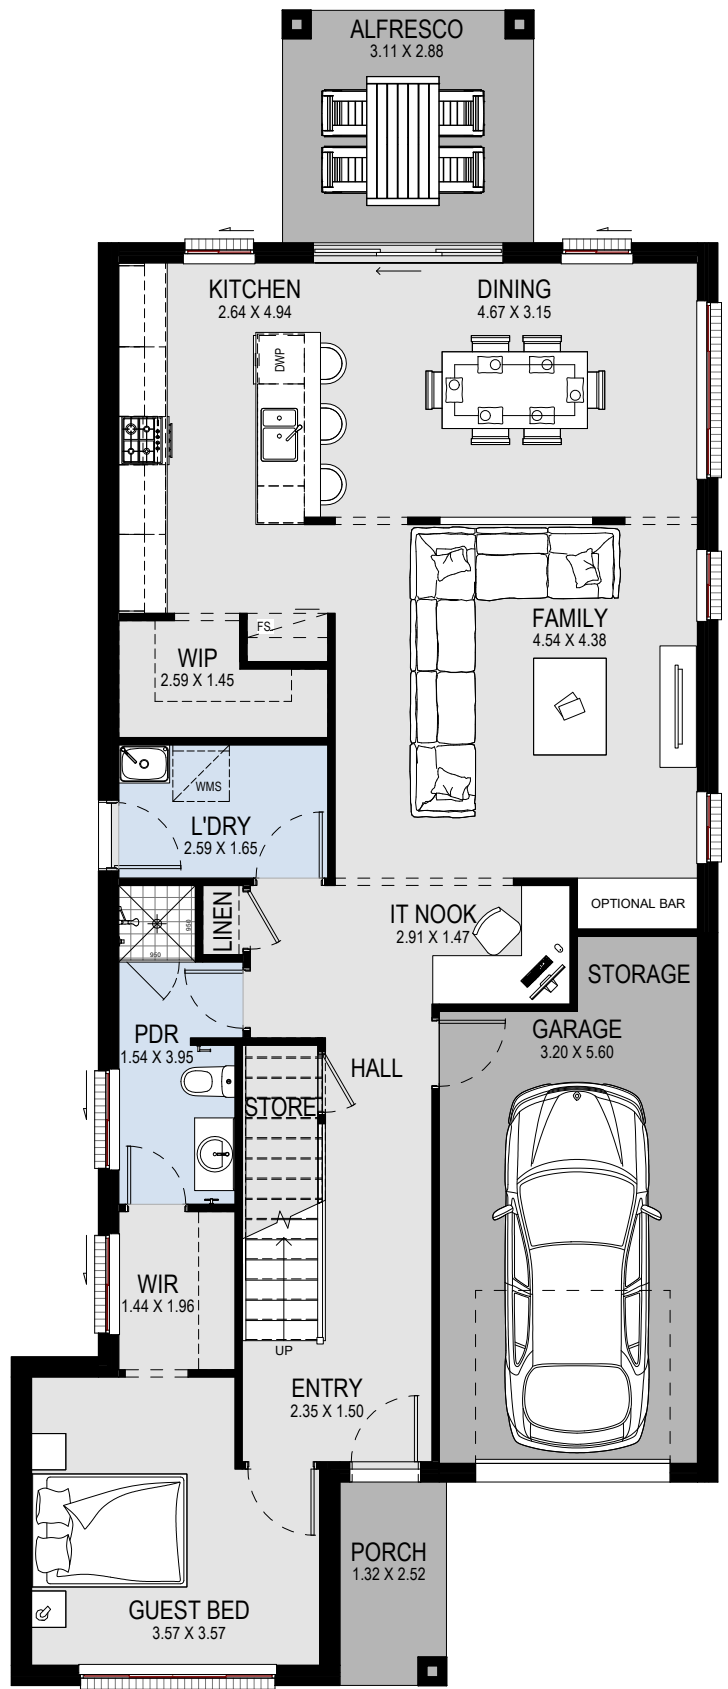 ALFRESCO
3.11 X 2.88
KITCHEN
2.64 X 4.94
DINING
4.67 X 3.15
DWP
FAMILY
4.54 X 4.38
FS
WIP
2.59 X 1.45
WMS
L'DRY
2.59 X 1.65
LINEN
950
950
IT NOOK
2.91 X 1.47
OPTIONAL BAR
STORAGE
GARAGE
3.20 X 5.60
PDR
1.54 X 3.95
HALL
STORE
WIR
1.44 X 1.96
UP
ENTRY
2.35 X 1.50
PORCH
1.32 X 2.52
GUEST BED
3.57 X 3.57